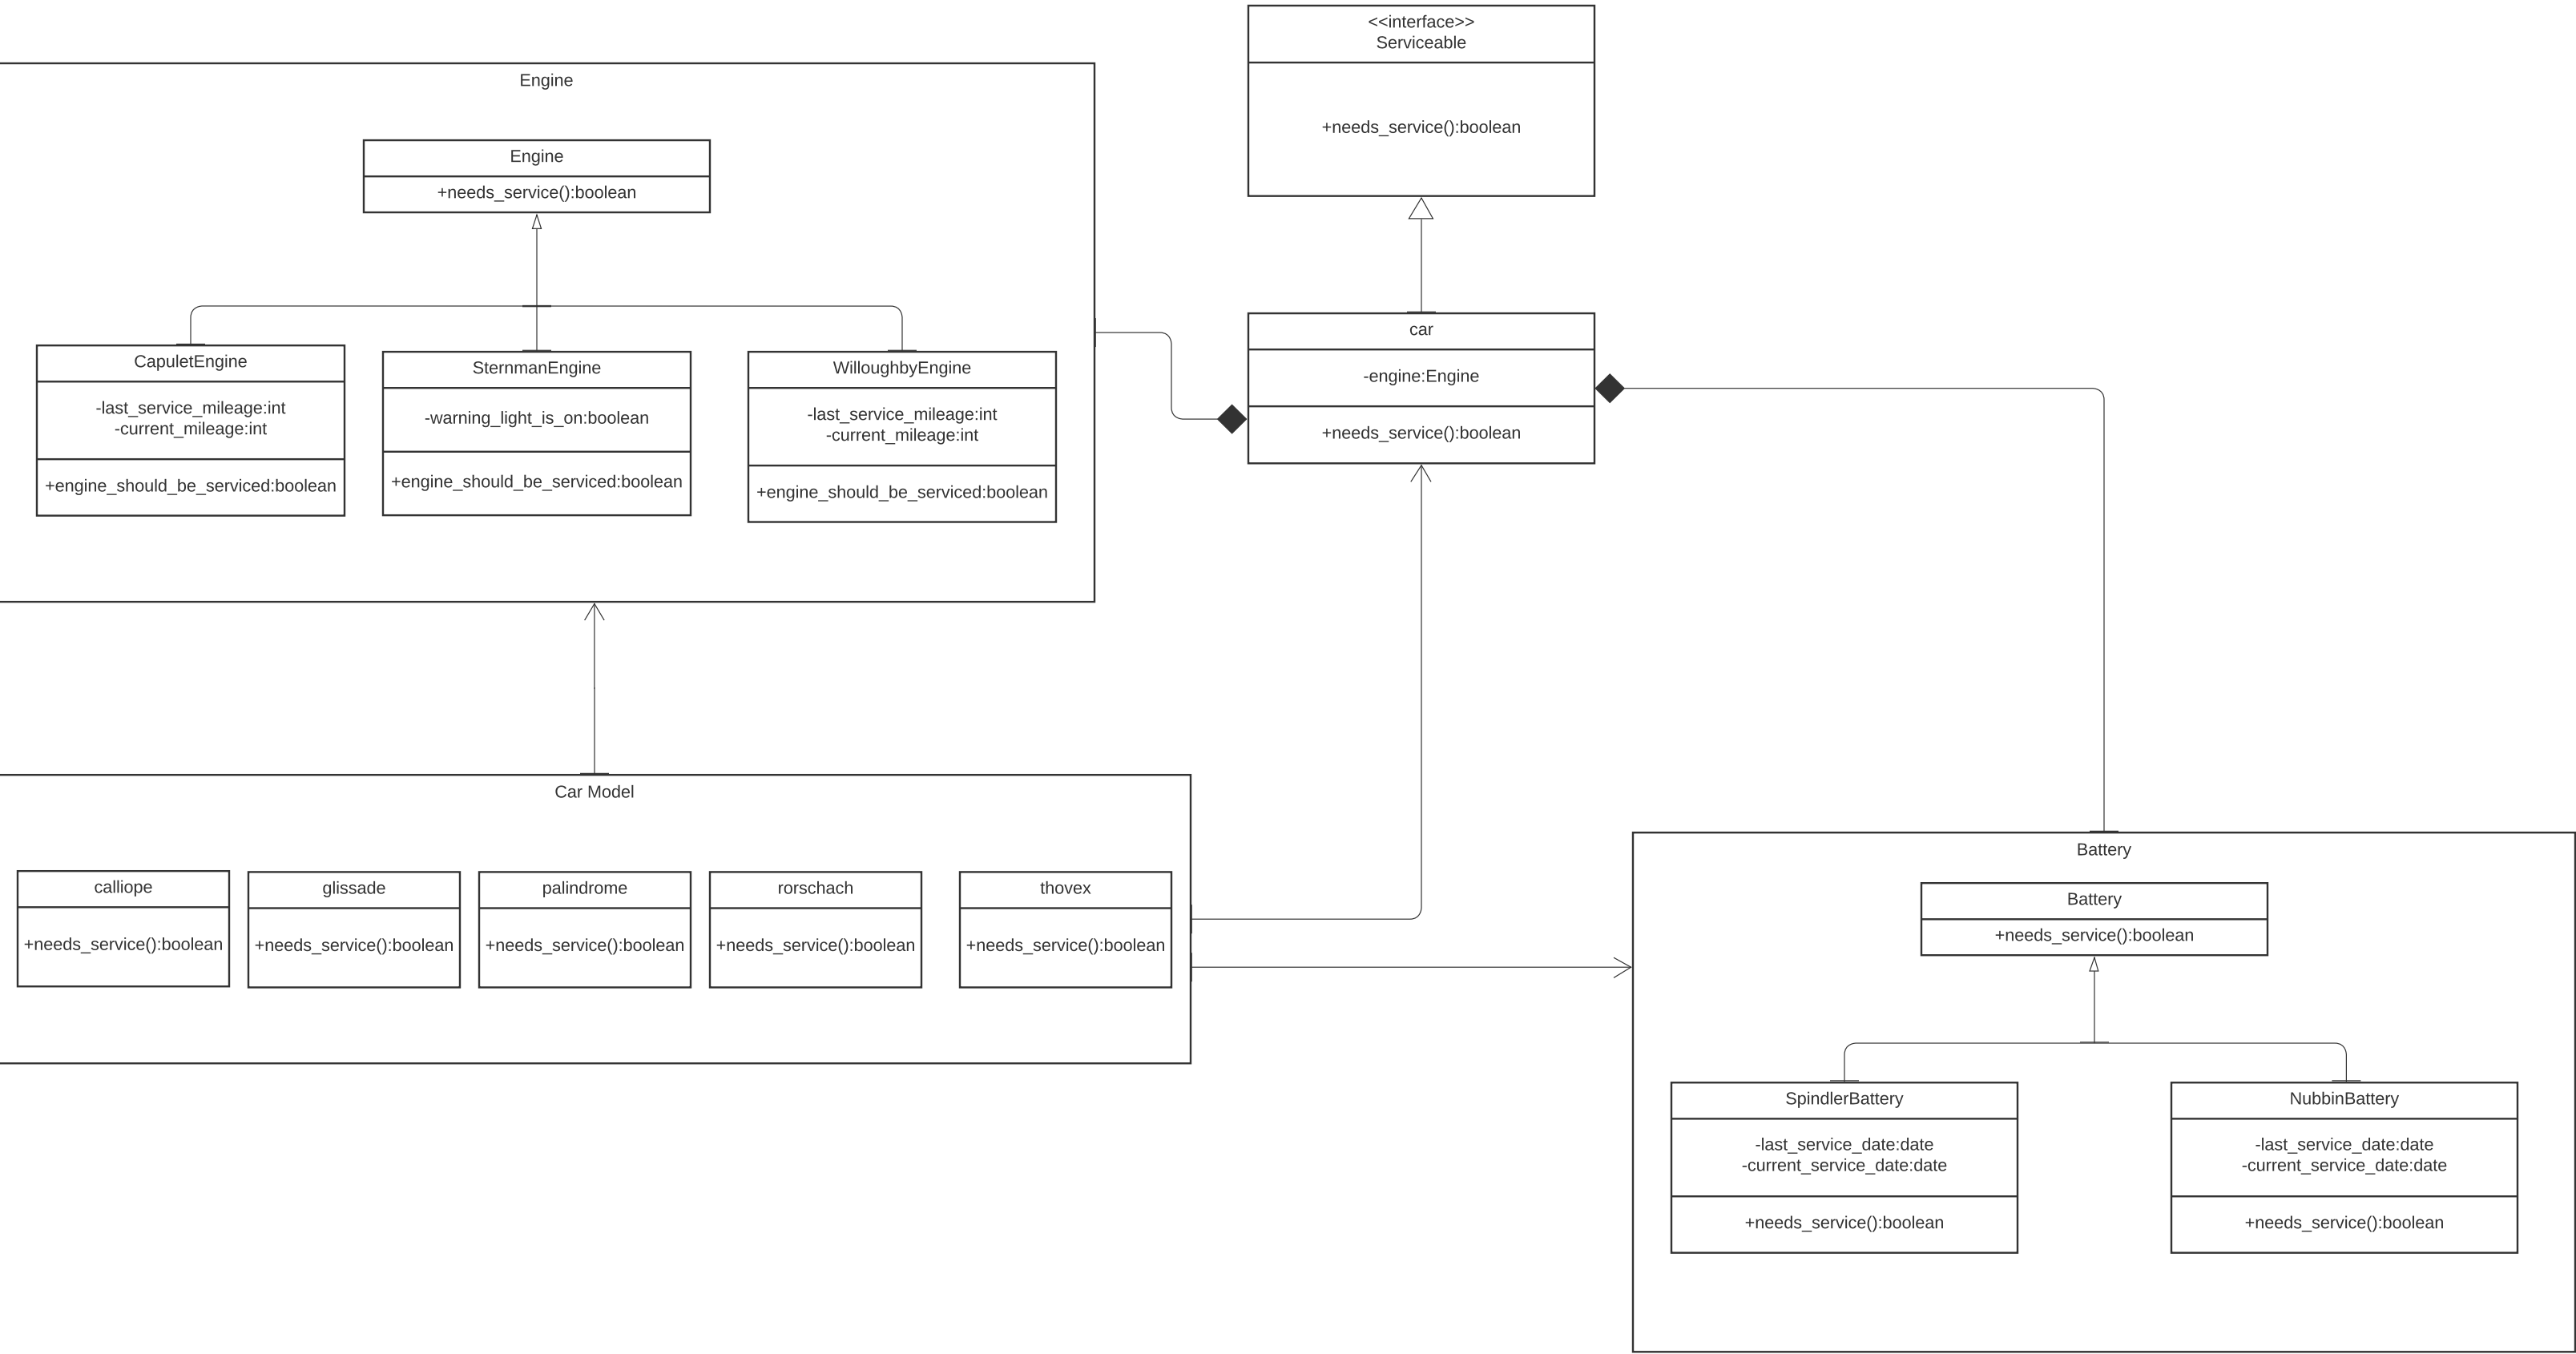 <<interface>>
Serviceable
+needs_service():boolean
Engine
Engine
+needs_service():boolean
CapuletEngine
-last_service_mileage:int
-current_mileage:int
+engine_should_be_serviced:boolean
SternmanEngine
-warning_light_is_on:boolean
+engine_should_be_serviced:boolean
WilloughbyEngine
-last_service_mileage:int
-current_mileage:int
+engine_should_be_serviced:boolean
car
-engine:Engine
+needs_service():boolean
Car Model
calliope
+needs_service():boolean
glissade
+needs_service():boolean
palindrome
+needs_service():boolean
rorschach
+needs_service():boolean
thovex
+needs_service():boolean
Battery
Battery
+needs_service():boolean
SpindlerBattery
-last_service_date:date
-current_service_date:date
+needs_service():boolean
NubbinBattery
-last_service_date:date
-current_service_date:date
+needs_service():boolean